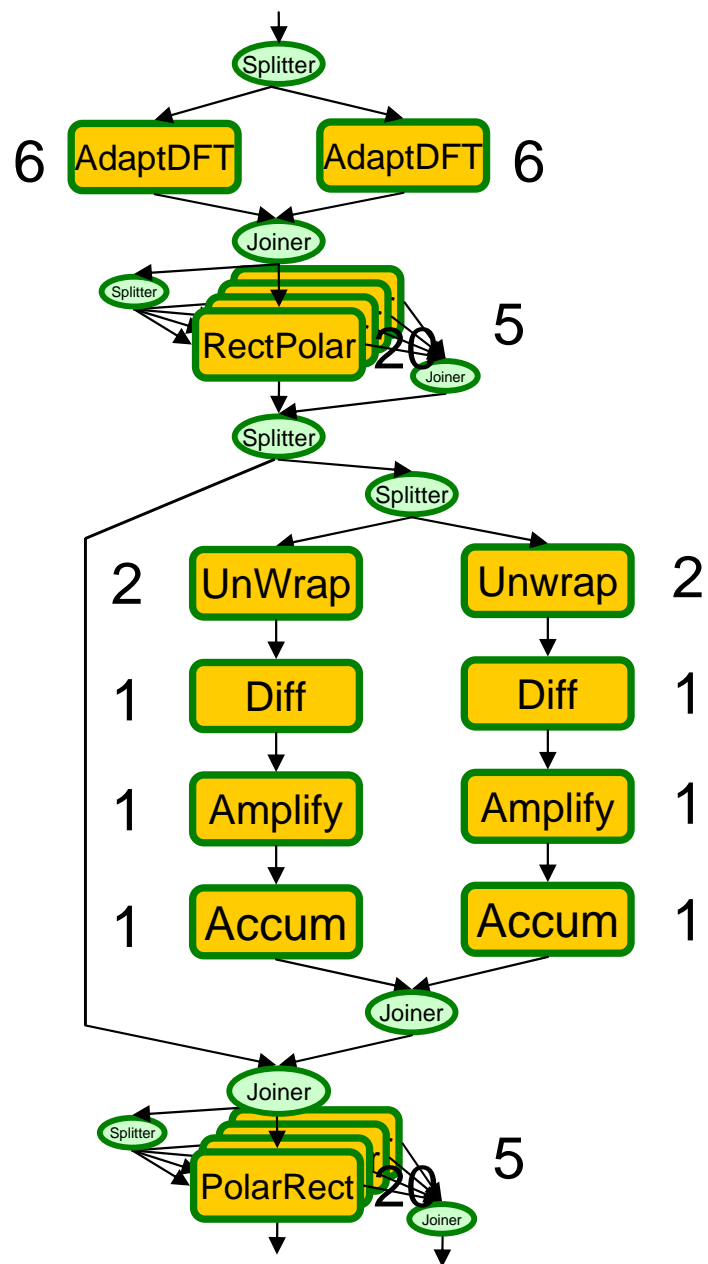 Splitter
6 AdaptDFT AdaptDFT 6
Joiner
Splitter
5
RectPolar 20
Joiner
Splitter
Splitter
2 UnWrap Unwrap 2
1 Diff Diff 1
1 Amplify Amplify 1
1 Accum Accum 1
Joiner
Joiner
Splitter
5
PolarRect 20
Joiner